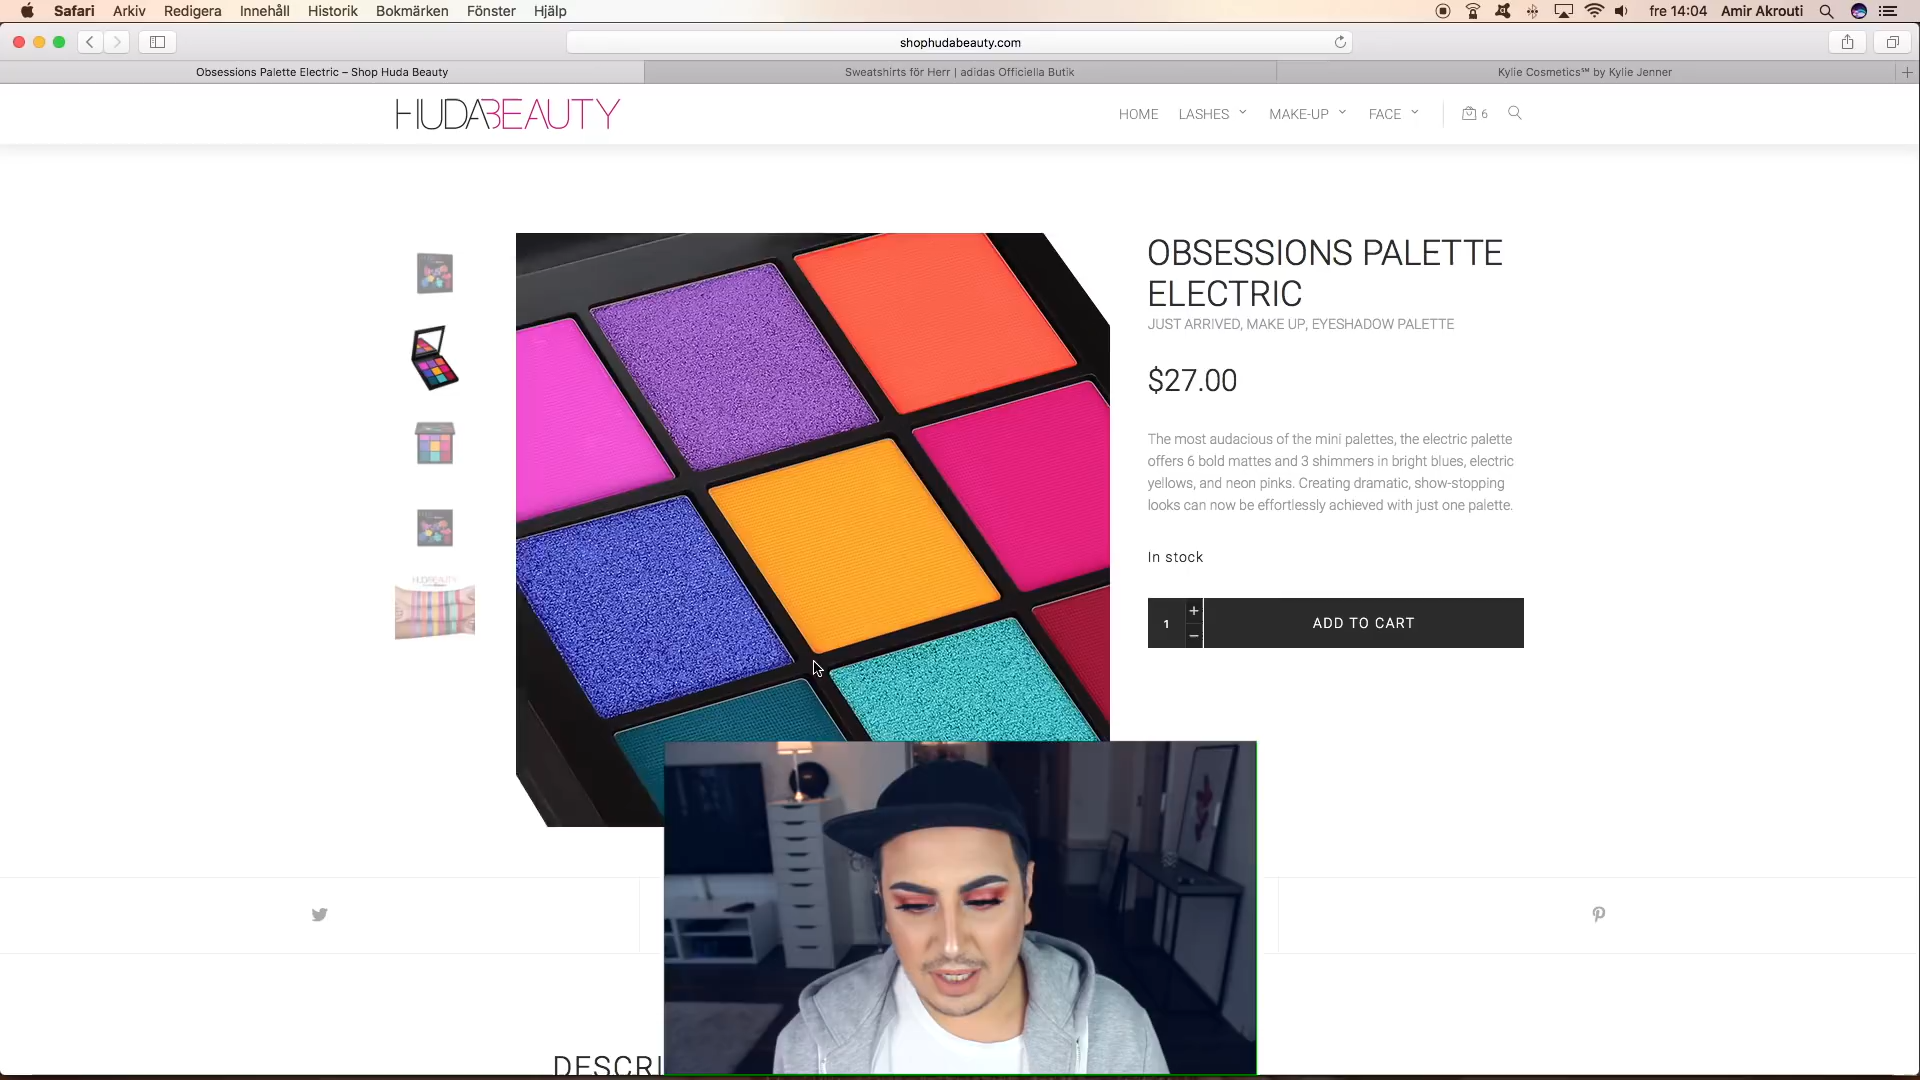 Safari Arkiv Redigera Innehåll Historik Bokmärken Fönster Hjälp
fre 14:04 Amir Akrouti
shophudabeauty.com
Obsessions Palette Electric – Shop Huda Beauty
Sweatshirts för Herr | adidas Officiella Butik
Kylie Cosmetics℠ by Kylie Jenner
HUDABEAUTY
HOME LASHES MAKE-UP FACE 6
OBSESSIONS PALETTE
ELECTRIC
JUST ARRIVED, MAKE UP, EYESHADOW PALETTE
$27.00
The most audacious of the mini palettes, the electric palette
offers 6 bold mattes and 3 shimmers in bright blues, electric
yellows, and neon pinks. Creating dramatic, show-stopping
looks can now be effortlessly achieved with just one palette.
In stock
1 + −
ADD TO CART
HUDABEAUTY
DESCRI